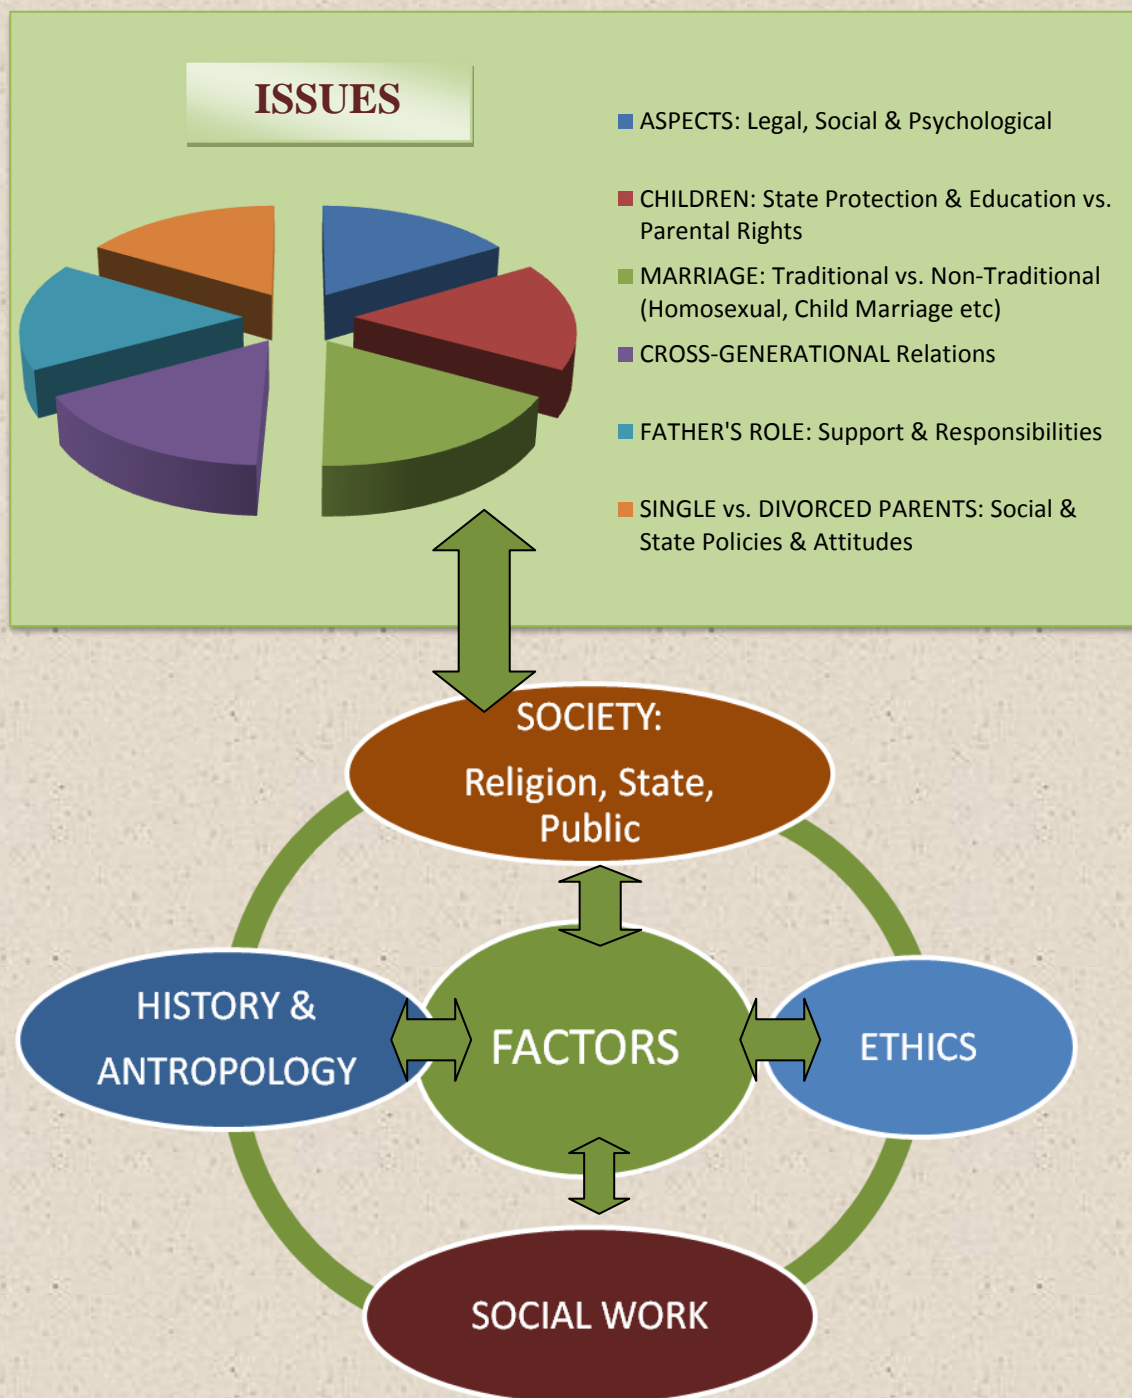 ISSUES
ASPECTS: Legal, Social & Psychological
CHILDREN: State Protection & Education vs.
Parental Rights
MARRIAGE: Traditional vs. Non-Traditional
(Homosexual, Child Marriage etc)
CROSS-GENERATIONAL Relations
FATHER'S ROLE: Support & Responsibilities
SINGLE vs. DIVORCED PARENTS: Social &
State Policies & Attitudes
SOCIETY:
Religion, State,
Public
HISTORY &
ANTROPOLOGY
FACTORS
ETHICS
SOCIAL WORK